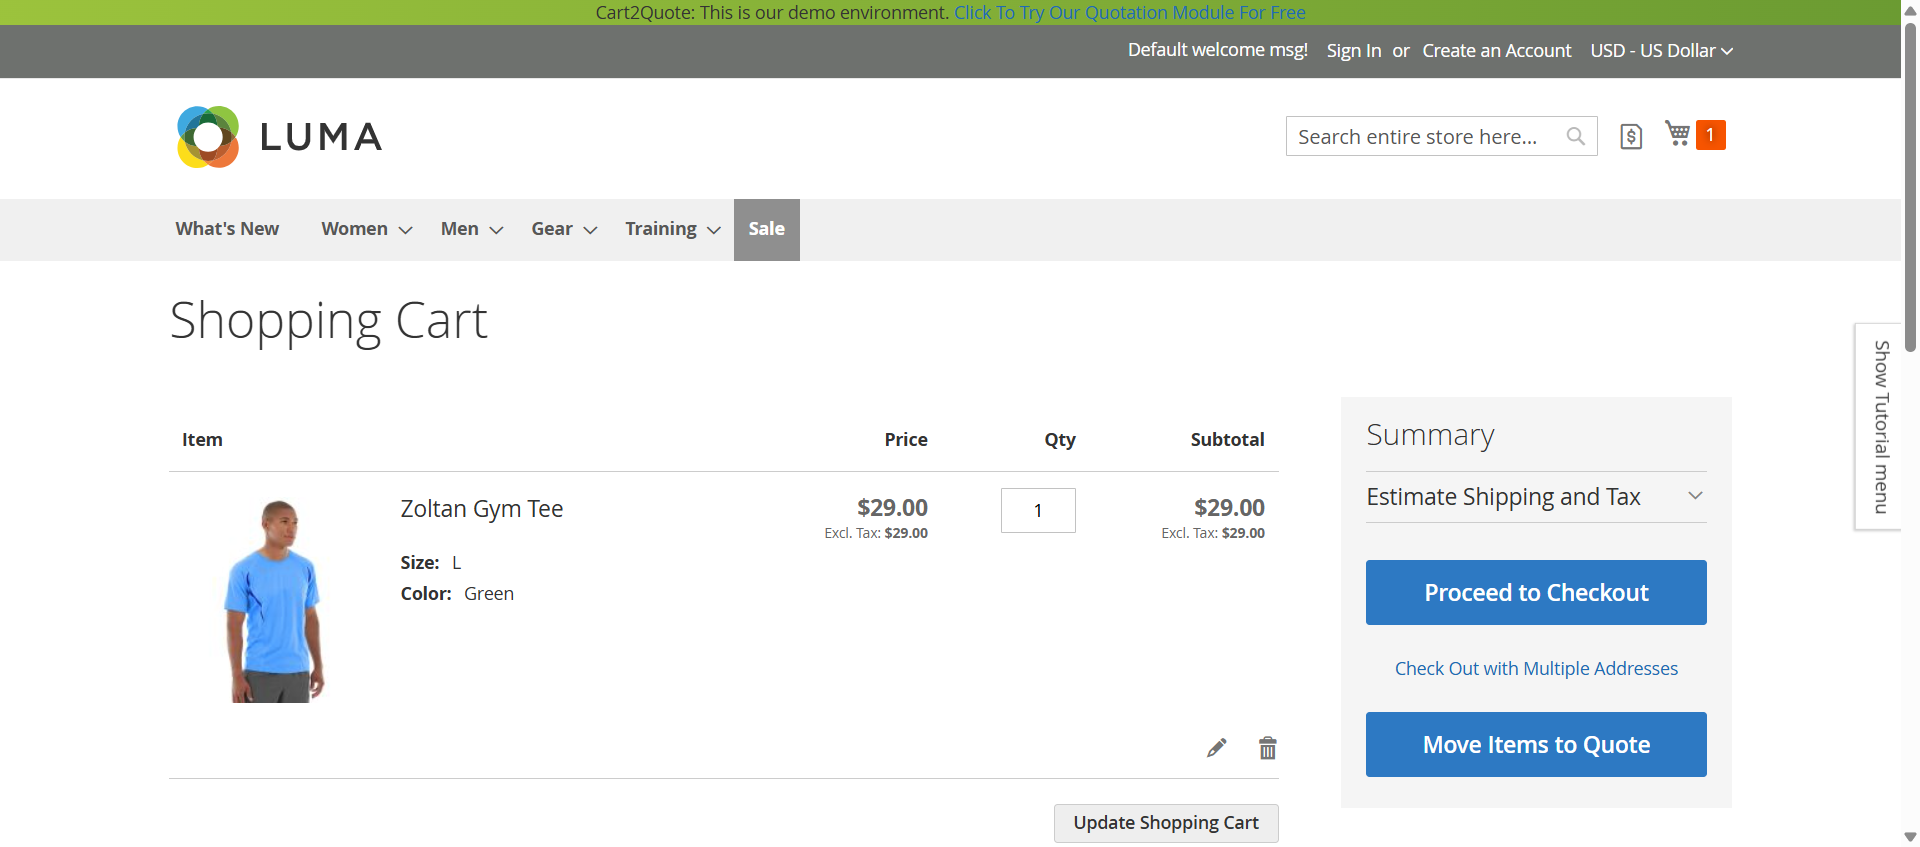 Cart2Quote: This is our demo environment. Click To Try Our Quotation Module For Free
Default welcome msg! Sign In or Create an Account USD - US Dollar
LUMA
Search entire store here...
1
What's New Women Men Gear Training Sale
Shopping Cart
Show Tutorial menu
Item Price Qty Subtotal
Zoltan Gym Tee $29.00 1 $29.00
Excl. Tax: $29.00 Excl. Tax: $29.00
Size: L
Color: Green
Update Shopping Cart
Summary
Estimate Shipping and Tax
Proceed to Checkout
Check Out with Multiple Addresses
Move Items to Quote